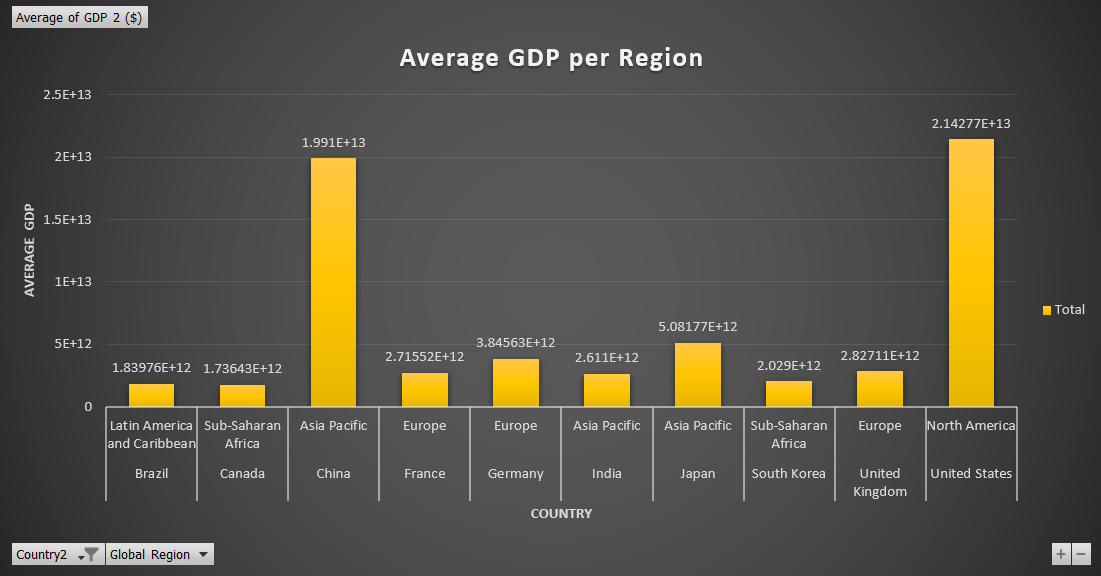 Average of GDP 2 ($)
Average GDP per Region
2.5E+13
2E+13
1.5E+13
1E+13
5E+12
0
AVERAGE GDP
1.83976E+12
1.73643E+12
1.991E+13
2.71552E+12
3.84563E+12
2.611E+12
5.08177E+12
2.029E+12
2.82711E+12
2.14277E+13
Total
Latin America
and Caribbean
Sub-Saharan
Africa
Asia Pacific
Europe
Europe
Asia Pacific
Asia Pacific
Sub-Saharan
Africa
Europe
North America
Brazil
Canada
China
France
Germany
India
Japan
South Korea
United
Kingdom
United States
COUNTRY
Country2
Global Region
+ −